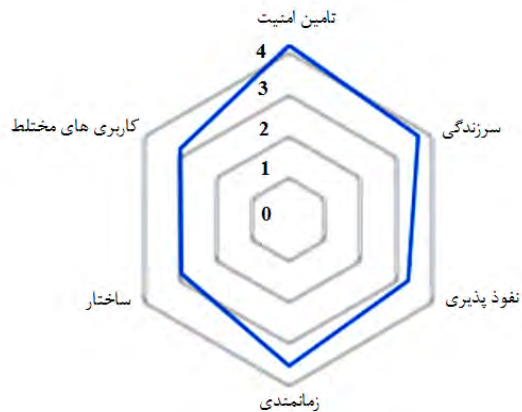 تامین امنیت
4
3
2
1
0
سرزندگی
کاربری های مختلط
نفوذ پذیری
ساختار
زمانمندی